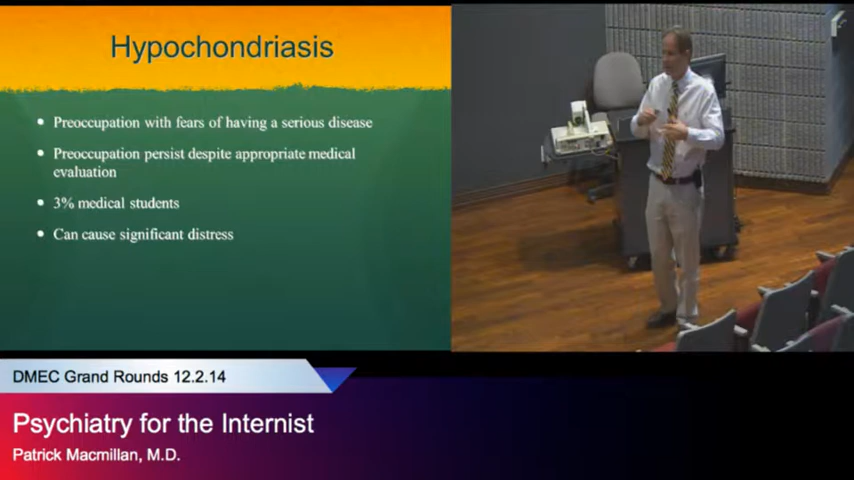 Hypochondriasis
Preoccupation with fears of having a serious disease
Preoccupation persist despite appropriate medical
evaluation
3% medical students
Can cause significant distress
DMEC Grand Rounds 12.2.14
Psychiatry for the Internist
Patrick Macmillan, M.D.